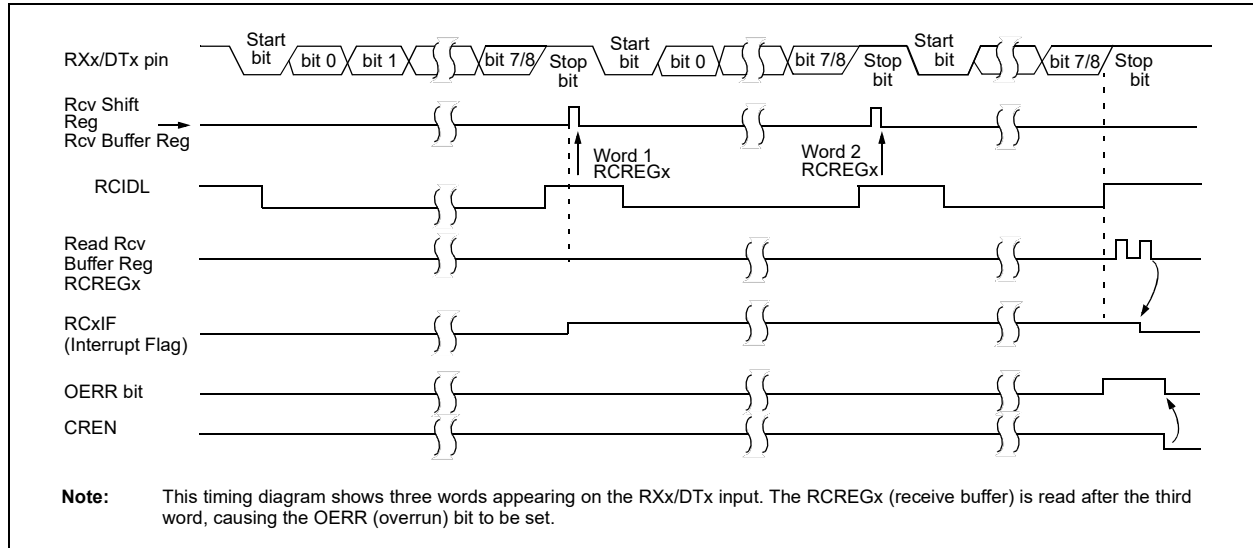 RXx/DTx pin
Start
bit
bit 0
bit 1
bit 7/8
Stop
bit
Start
bit
bit 0
bit 7/8
Stop
bit
Start
bit
bit 7/8
Stop
bit
Rcv Shift
Reg
Rcv Buffer Reg
Word 1
RCREGx
Word 2
RCREGx
RCIDL
Read Rcv
Buffer Reg
RCREGx
RCxIF
(Interrupt Flag)
OERR bit
CREN
Note: This timing diagram shows three words appearing on the RXx/DTx input. The RCREGx (receive buffer) is read after the third
word, causing the OERR (overrun) bit to be set.